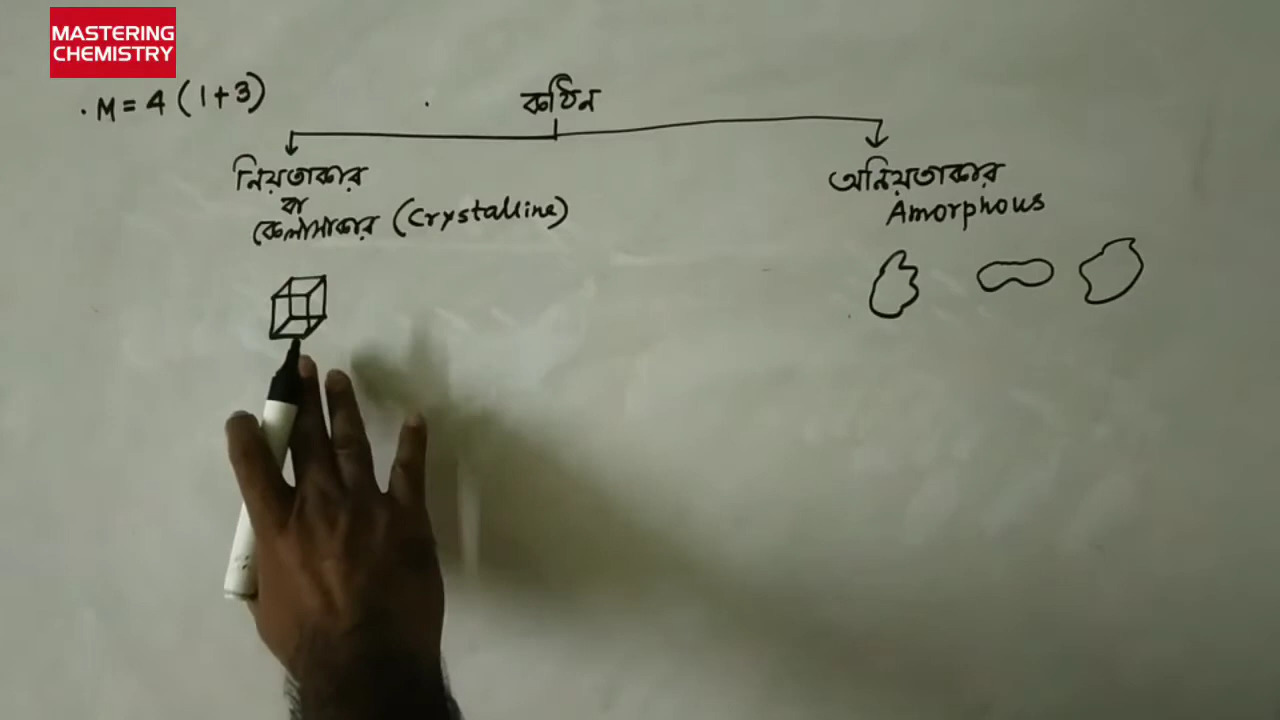 MASTERING
CHEMISTRY
. M = 4 (1+3)
কঠিন
নিয়তাকার
বা
কেলাসাকার (Crystalline)
অনিয়তাকার
Amorphous